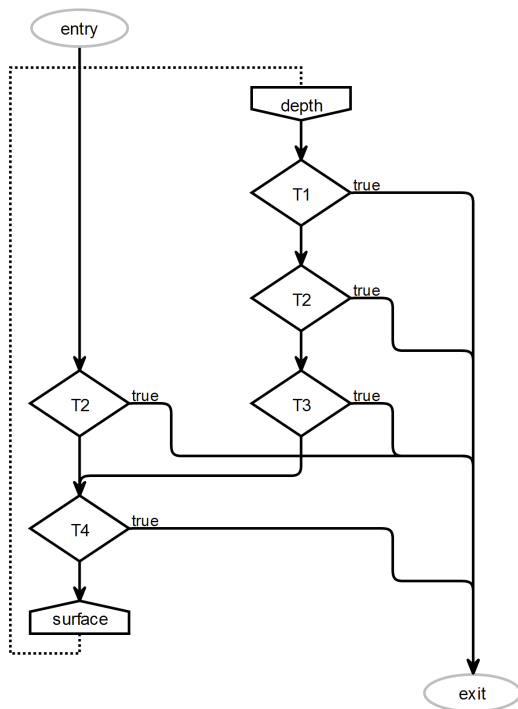 entry
depth
T1
true
T2
true
T2
true
T3
true
T4
true
surface
exit